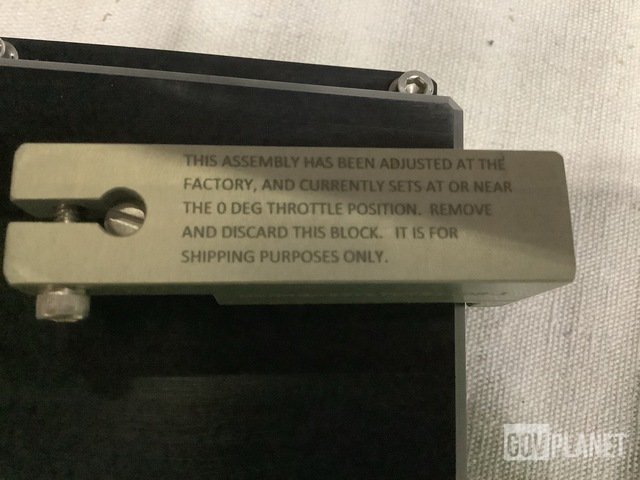 THIS ASSEMBLY HAS BEEN ADJUSTED AT THE
FACTORY, AND CURRENTLY SETS AT OR NEAR
THE 0 DEG THROTTLE POSITION. REMOVE
AND DISCARD THIS BLOCK. IT IS FOR
SHIPPING PURPOSES ONLY.
GOVPLANET